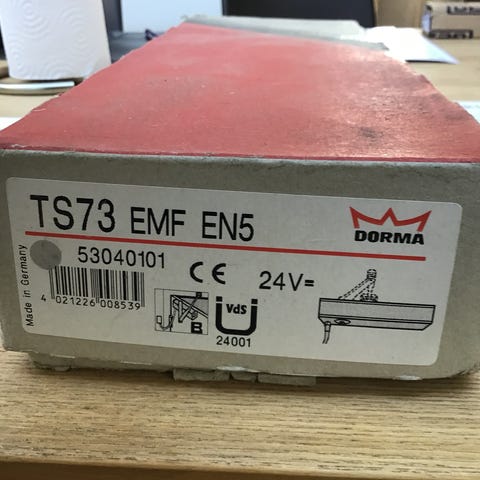 TS73 EMF EN5
DORMA
53040101
CE
24V=
4 021226 008539
B
VdS
24001
Made in Germany